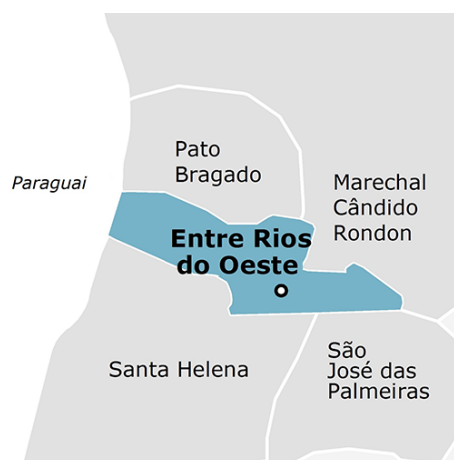 Pato
Bragado
Paraguai
Marechal
Cândido
Rondon
Entre Rios
do Oeste
São
José das
Palmeiras
Santa Helena